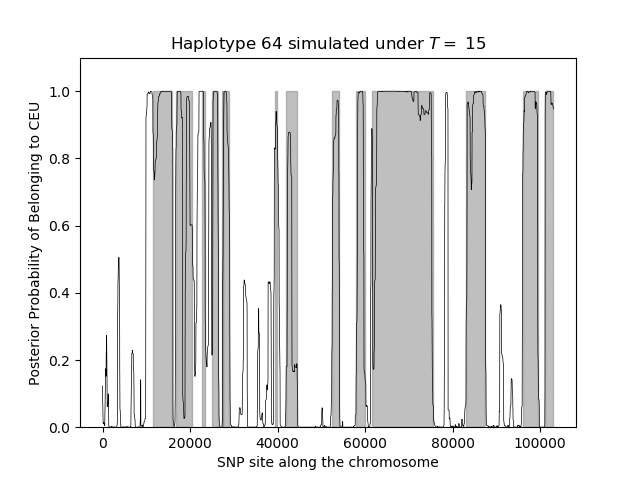 Haplotype 64 simulated under T = 15
Posterior Probability of Belonging to CEU
1.0
0.8
0.6
0.4
0.2
0.0
0 20000 40000 60000 80000 100000
SNP site along the chromosome